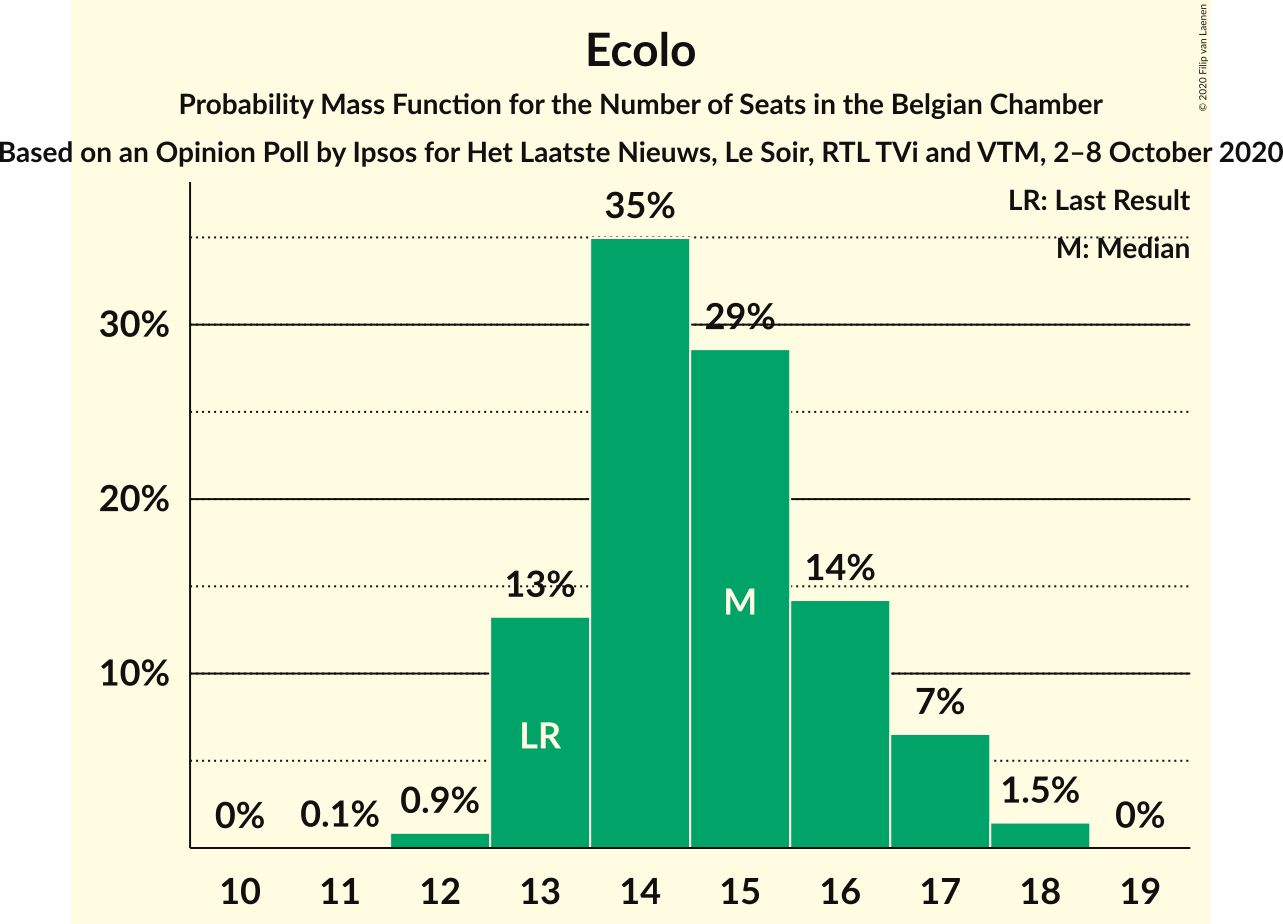 Ecolo
© 2020 Filip van Laenen
Probability Mass Function for the Number of Seats in the Belgian Chamber
Based on an Opinion Poll by Ipsos for Het Laatste Nieuws, Le Soir, RTL TVi and VTM, 2–8 October 2020
LR: Last Result
M: Median
35%
30%
29%
20%
14%
13%
M
10%
7%
LR
1.5%
0.9%
0%
0.1%
0%
10 11 12 13 14 15 16 17 18 19